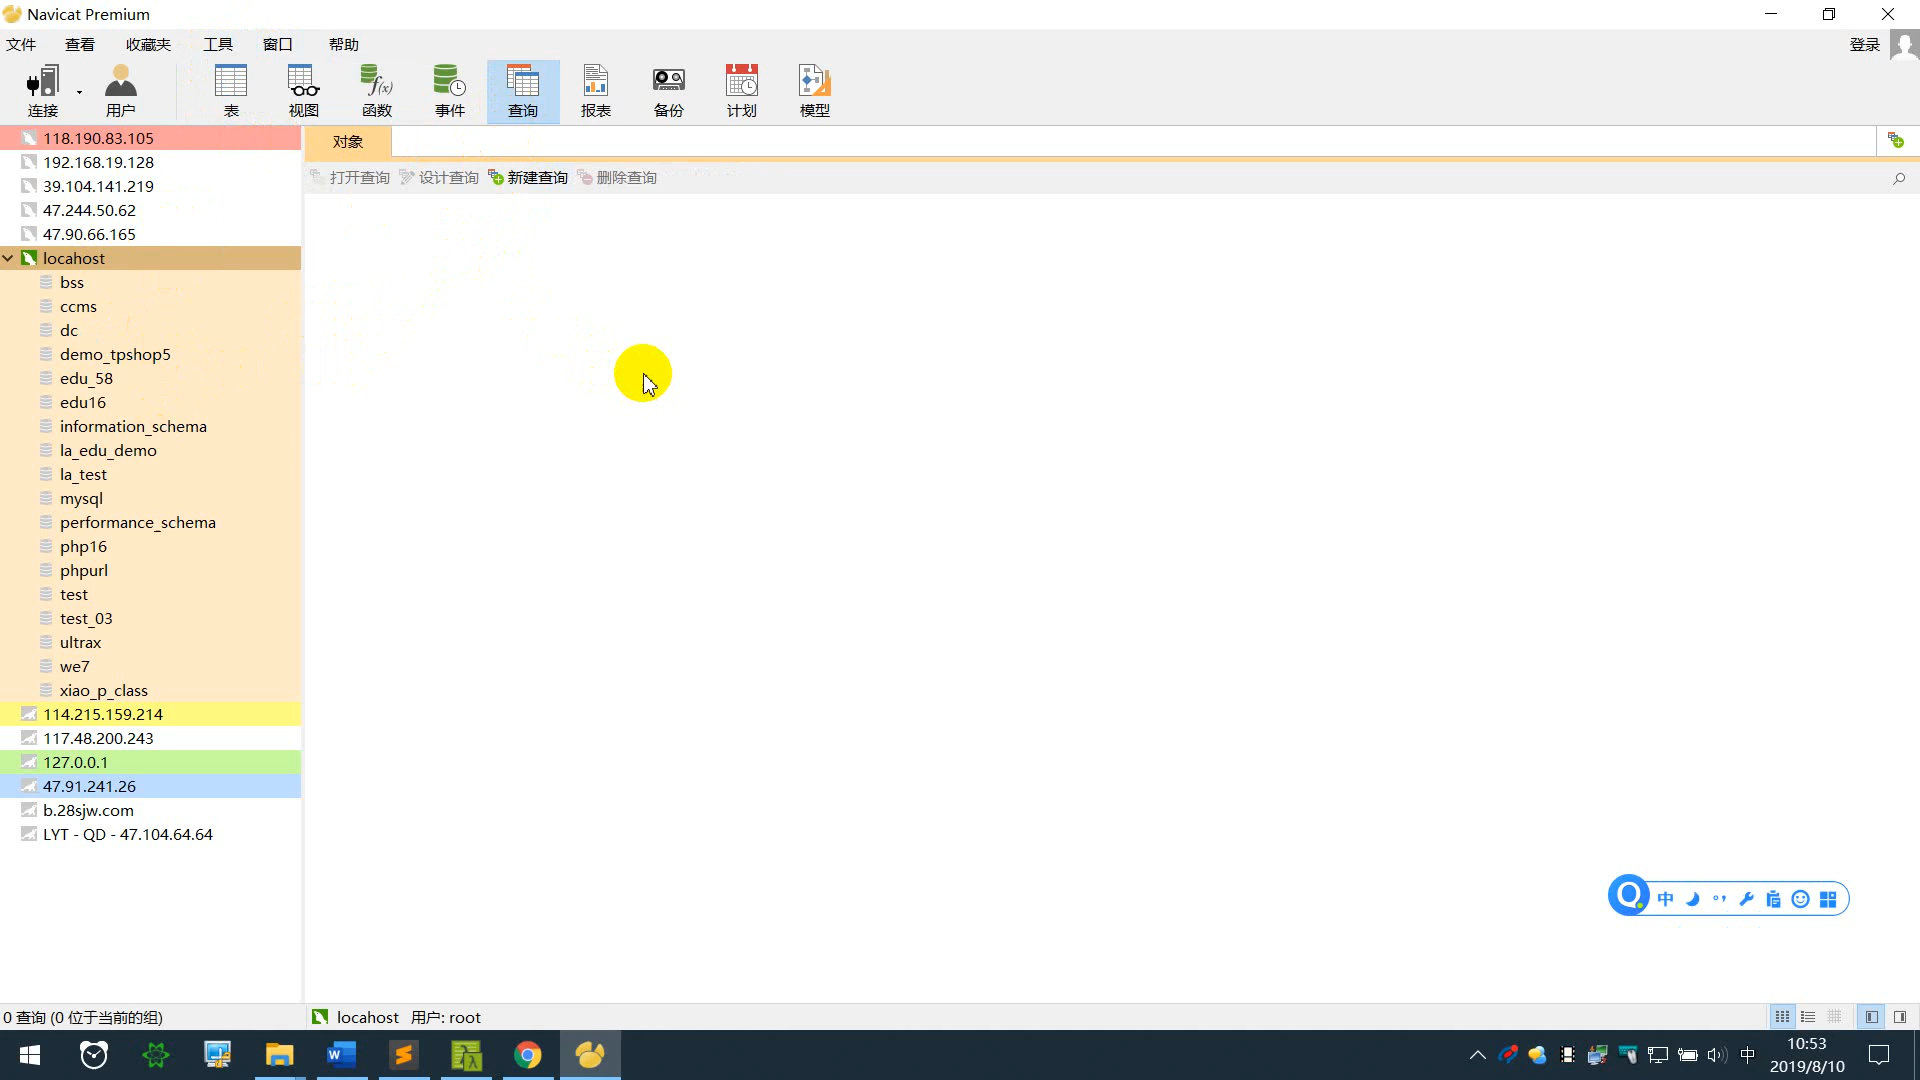 Navicat Premium
文件 查看 收藏夹 工具 窗口 帮助 登录
连接 用户 表 视图 函数 事件 查询 报表 备份 计划 模型
118.190.83.105
192.168.19.128
39.104.141.219
47.244.50.62
47.90.66.165
locahost
bss
ccms
dc
demo_tpshop5
edu_58
edu16
information_schema
la_edu_demo
la_test
mysql
performance_schema
php16
phpurl
test
test_03
ultrax
we7
xiao_p_class
114.215.159.214
117.48.200.243
127.0.0.1
47.91.241.26
b.28sjw.com
LYT - QD - 47.104.64.64
对象
打开查询 设计查询 新建查询 删除查询
中
0 查询 (0 位于当前的组) locahost 用户: root
中
10:53
2019/8/10